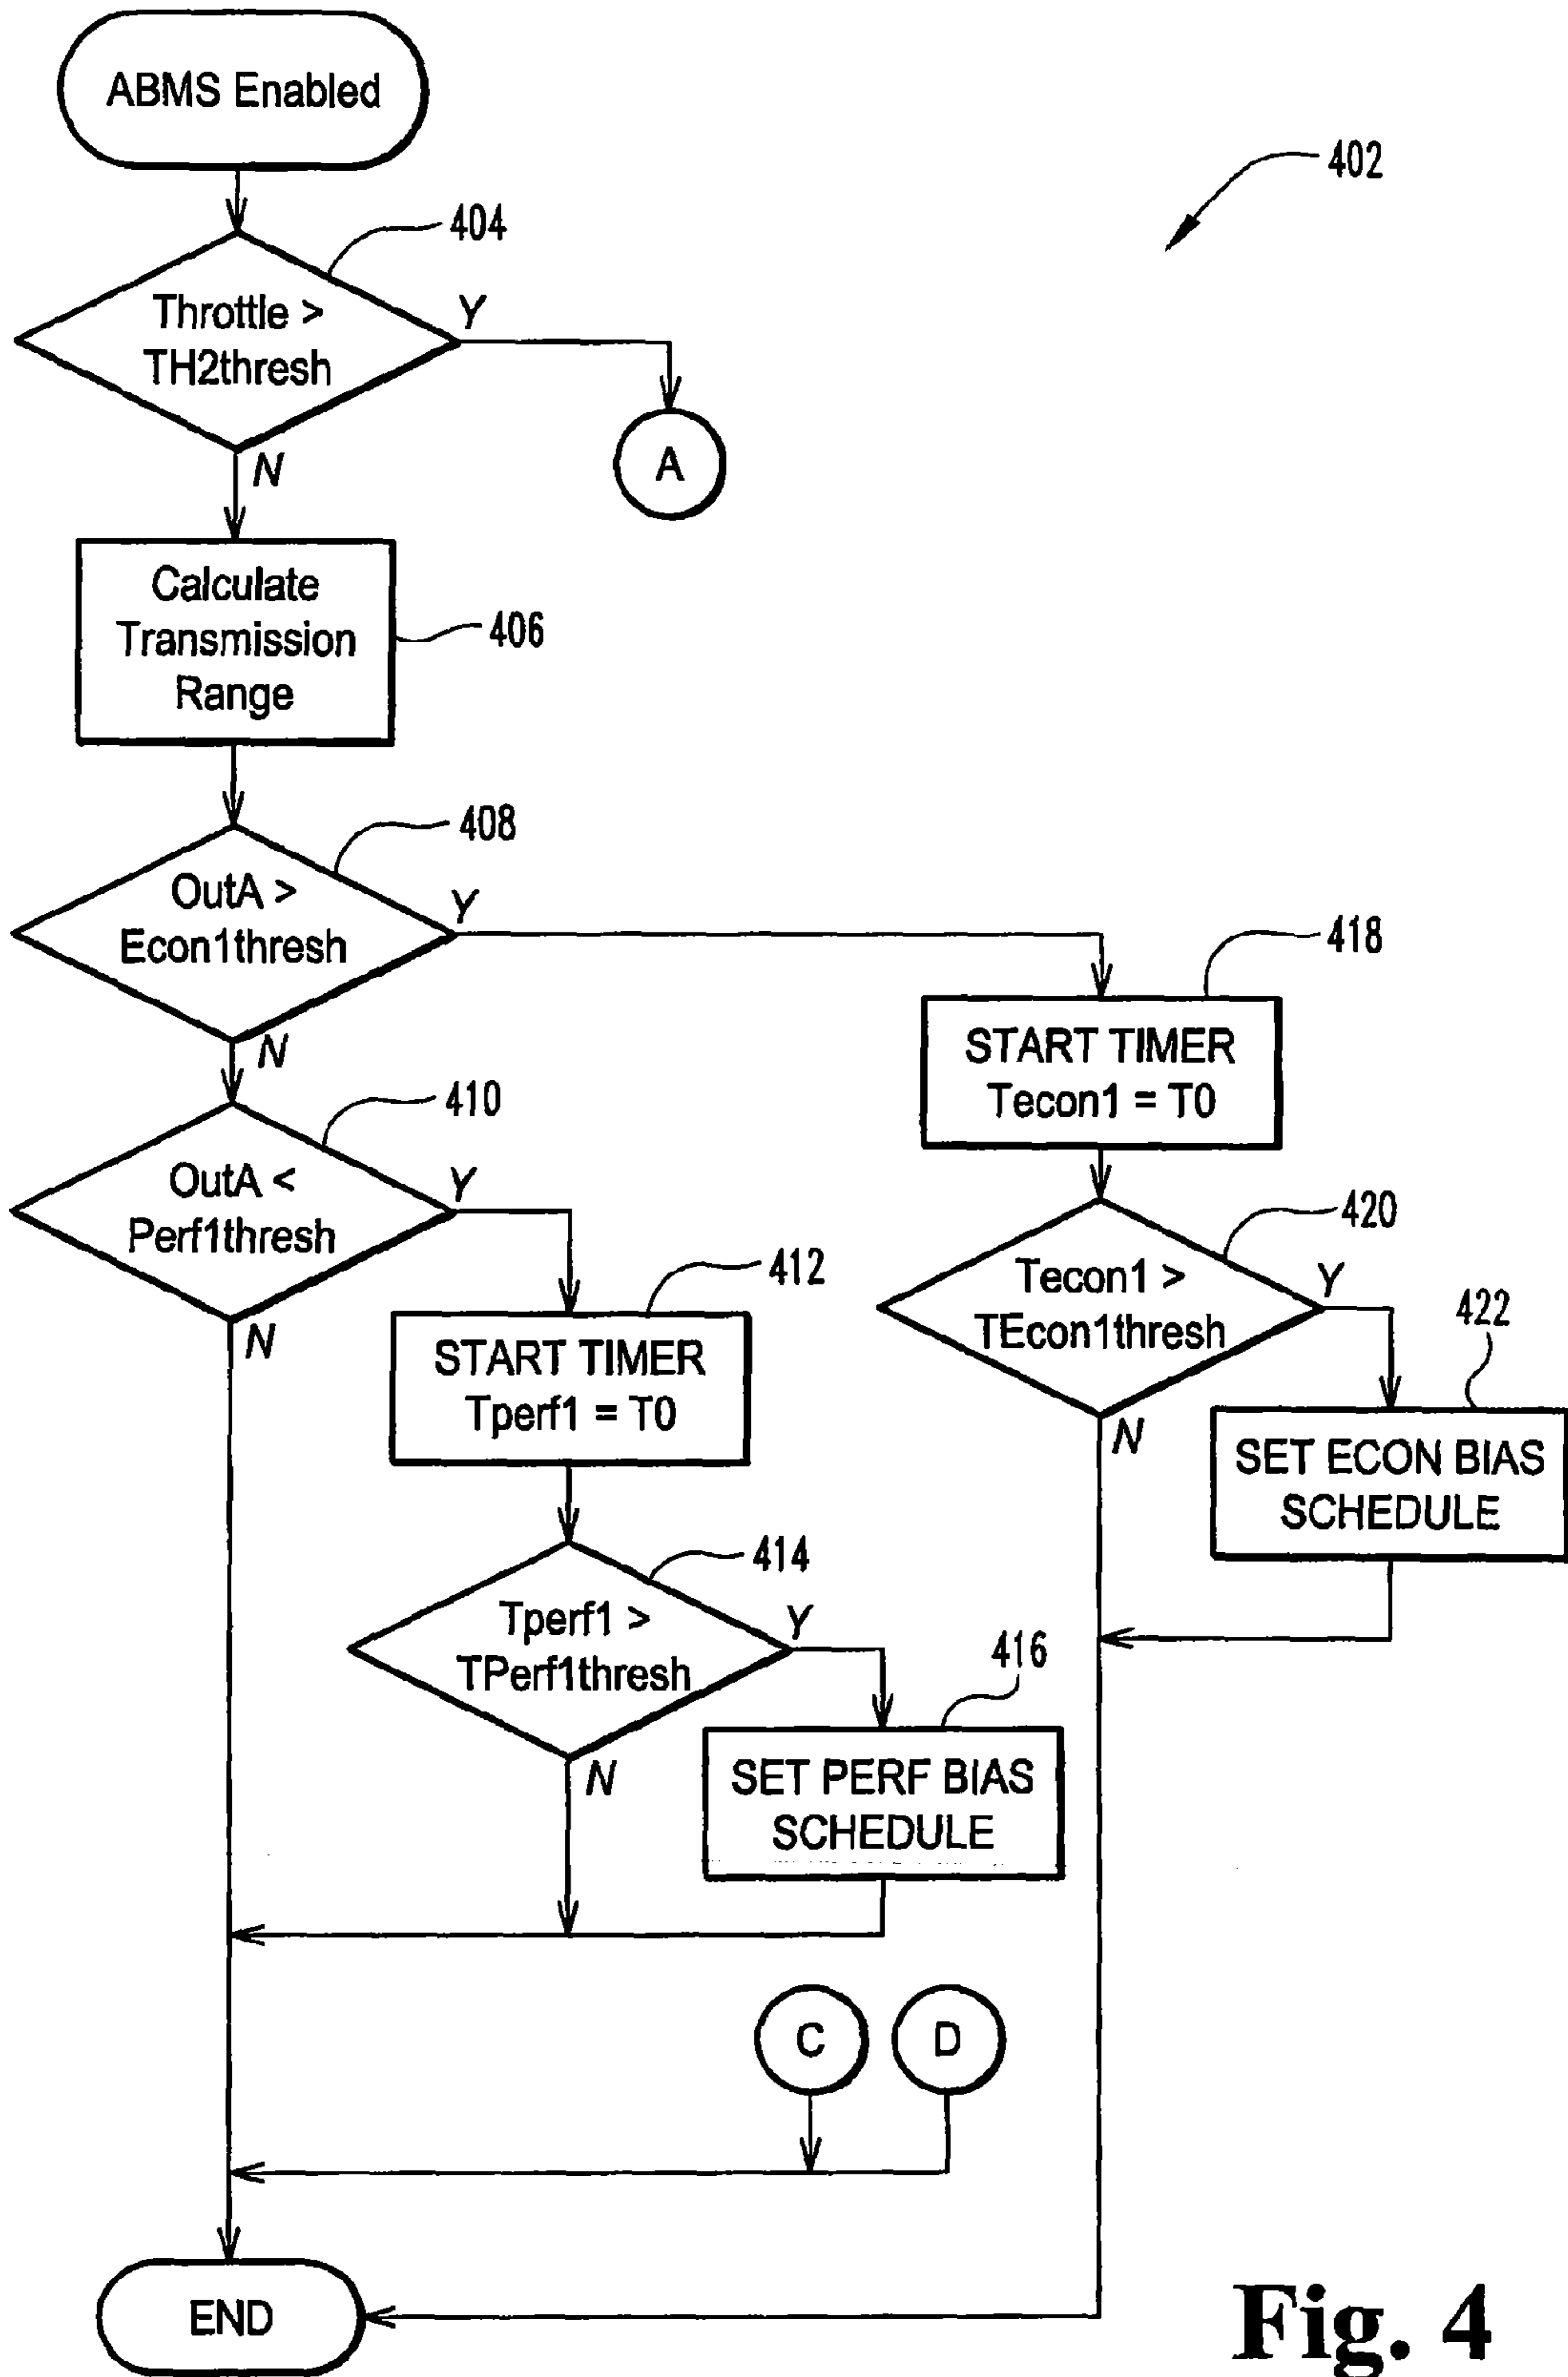 ABMS Enabled
402
404
Throttle >
TH2thresh
Y
N
A
Calculate
Transmission
Range
406
408
OutA >
Econ1thresh
Y
N
418
START TIMER
Tecon1 = T0
410
OutA <
Perf1thresh
Y
N
412
START TIMER
Tperf1 = T0
420
Tecon1 >
TEcon1thresh
Y
N
422
SET ECON BIAS
SCHEDULE
414
Tperf1 >
TPerf1thresh
Y
N
416
SET PERF BIAS
SCHEDULE
C
D
END
Fig. 4